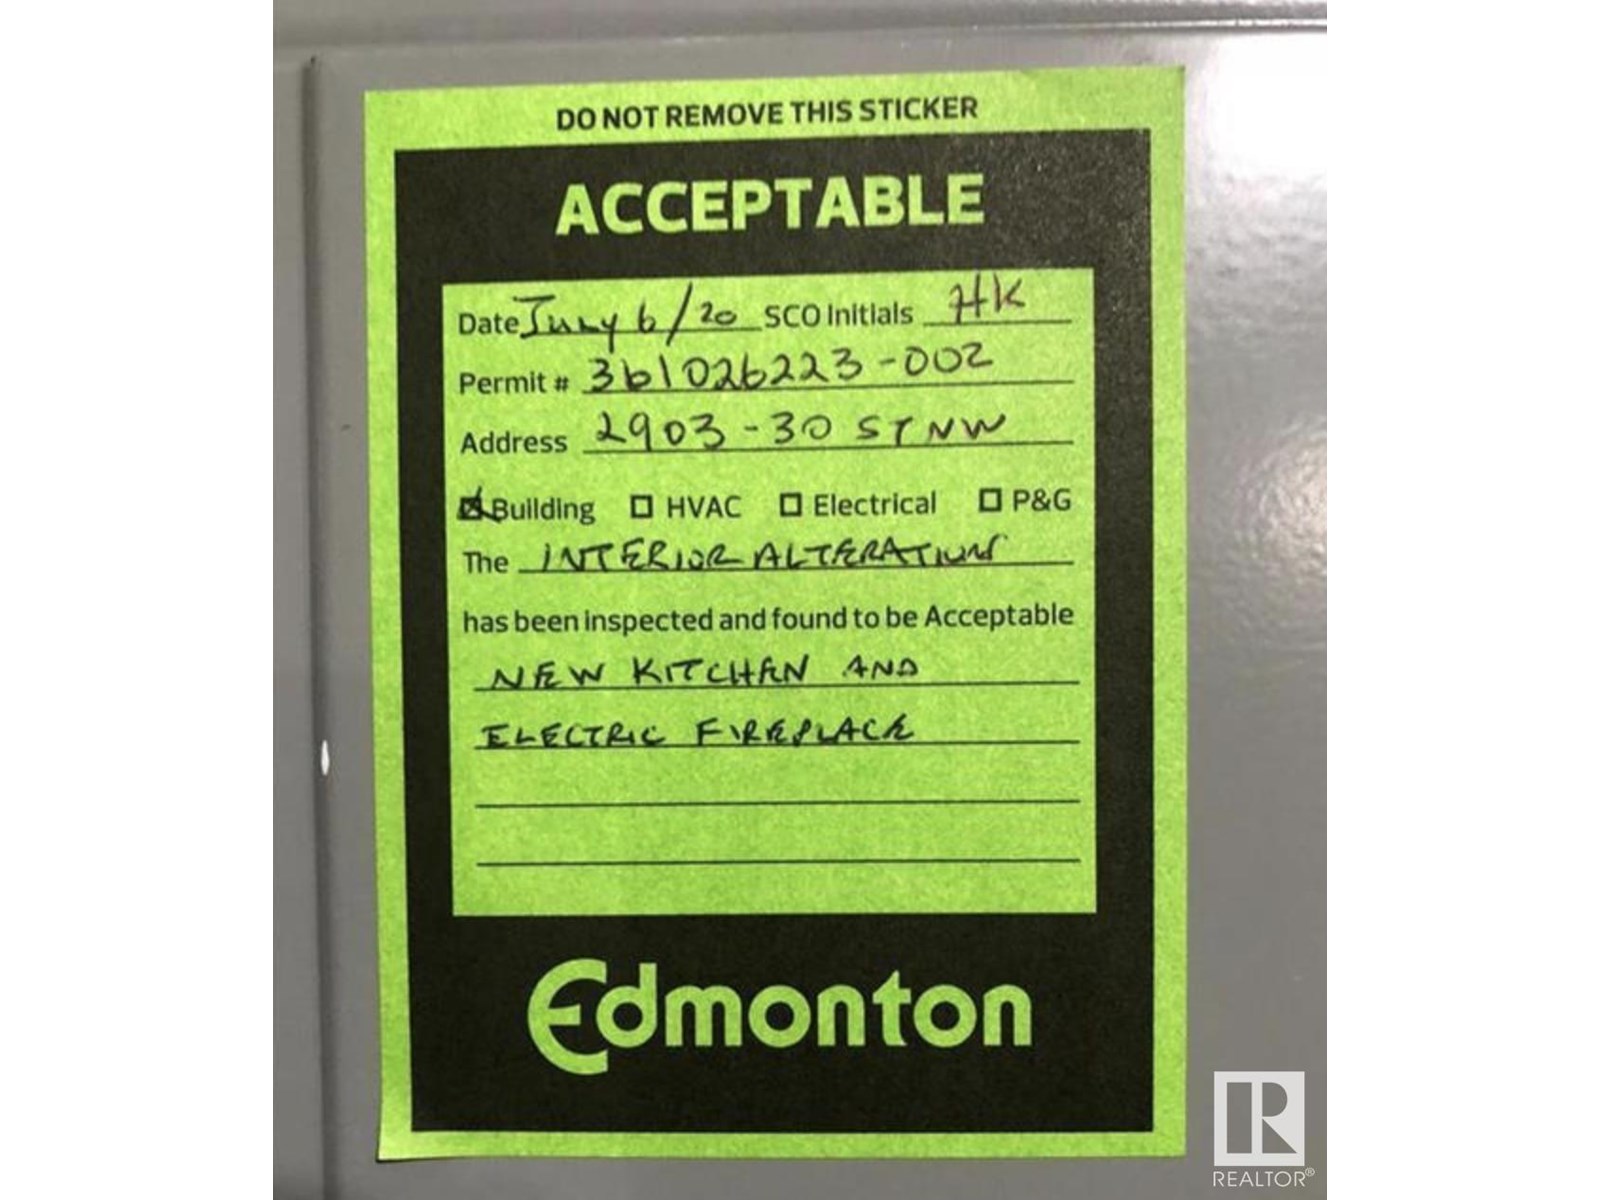 DO NOT REMOVE THIS STICKER
ACCEPTABLE
Date July 6/20 SCO Initials HK
Permit # 361026223-002
Address 2903-30 ST NW
☒ Building ☐ HVAC ☐ Electrical ☐ P&G
The INTERIOR ALTERATION
has been inspected and found to be Acceptable
NEW KITCHEN AND
ELECTRIC FIREPLACE
Edmonton
R
REALTOR®